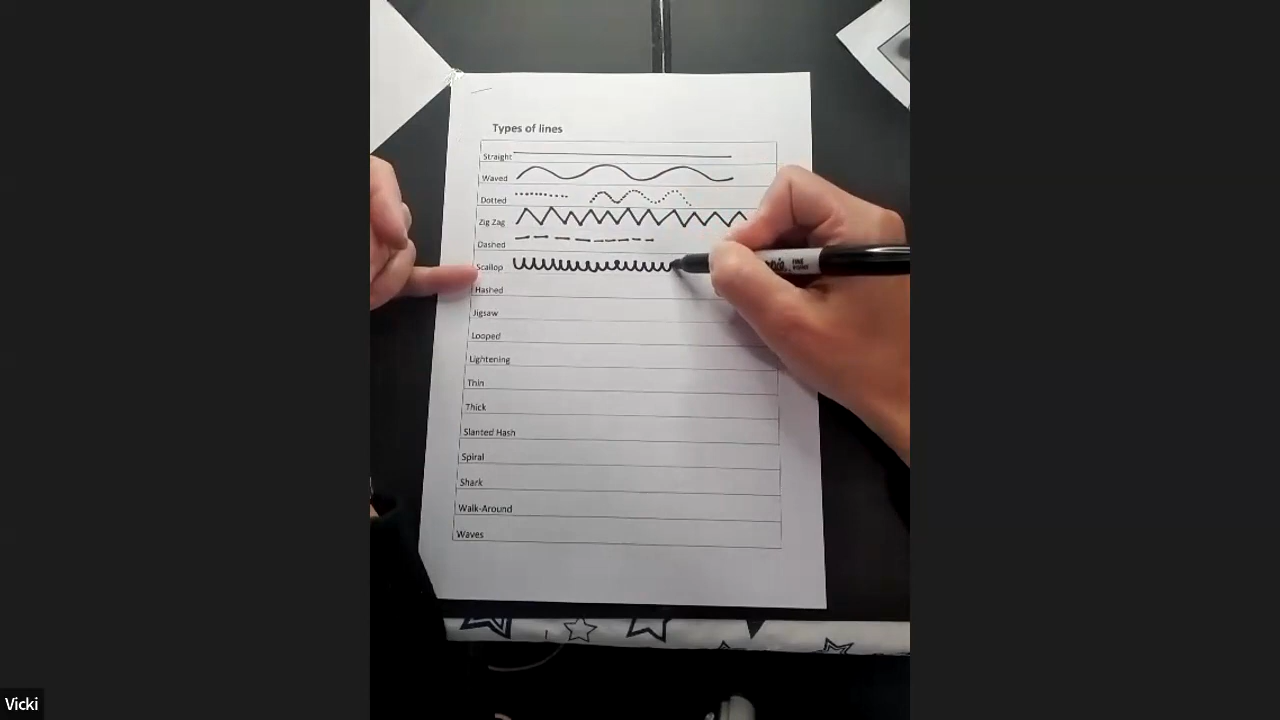 Types of lines
Straight
Waved
Dotted
Zig Zag
Dashed
Scallop
Hashed
Jigsaw
Looped
Lightening
Thin
Thick
Slanted Hash
Spiral
Shark
Walk-Around
Waves
Vicki